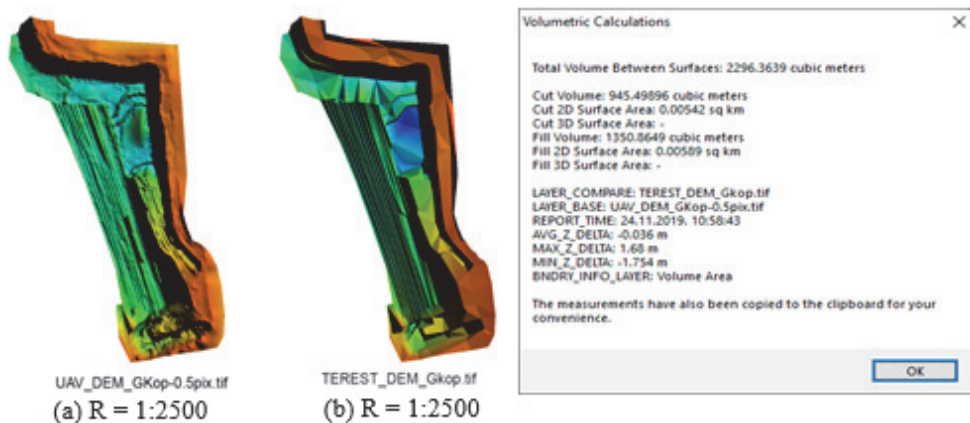 UAV_DEM_GKop-0.5pix.tif
(a) R = 1:2500
TEREST_DEM_Gkop.tif
(b) R = 1:2500
Volumetric Calculations
Total Volume Between Surfaces: 2296.3639 cubic meters
Cut Volume: 945.49896 cubic meters
Cut 2D Surface Area: 0.00542 sq km
Cut 3D Surface Area: -
Fill Volume: 1350.8649 cubic meters
Fill 2D Surface Area: 0.00589 sq km
Fill 3D Surface Area: -
LAYER_COMPARE: TEREST_DEM_Gkop.tif
LAYER_BASE: UAV_DEM_GKop-0.5pix.tif
REPORT_TIME: 24.11.2019. 10:58:43
AVG_Z_DELTA: -0.036 m
MAX_Z_DELTA: 1.68 m
MIN_Z_DELTA: -1.754 m
BNDRY_INFO_LAYER: Volume Area
The measurements have also been copied to the clipboard for your
convenience.
OK